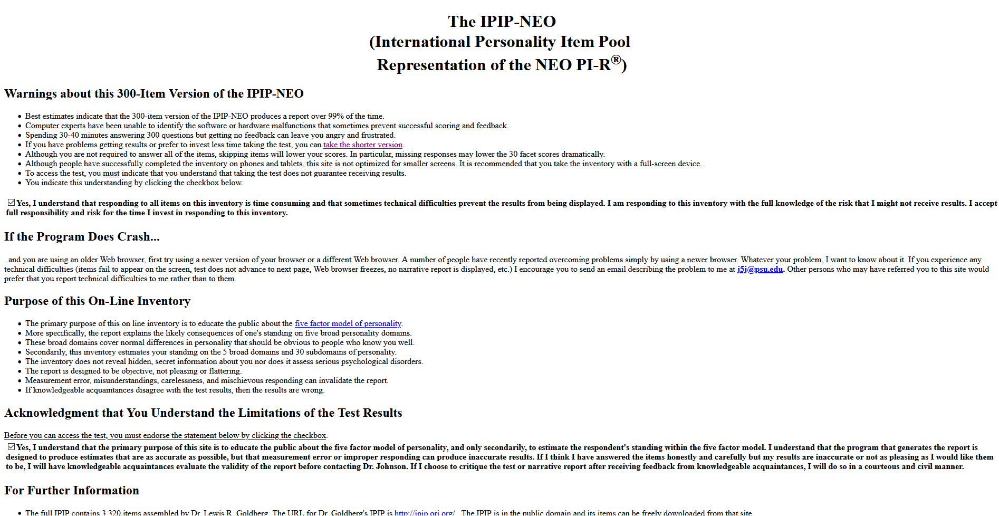 The IPIP-NEO
(International Personality Item Pool
Representation of the NEO PI-R®)
Warnings about this 300-Item Version of the IPIP-NEO
• Best estimates indicate that the 300-item version of the IPIP-NEO produces a report over 99% of the time.
• Computer experts have been unable to identify the software or hardware malfunctions that sometimes prevent successful scoring and feedback.
• Spending 30-40 minutes answering 300 questions but getting no feedback can leave you angry and frustrated.
• If you have problems getting results or prefer to invest less time taking the test, you can take the shorter version.
• Although you are not required to answer all of the items, skipping items will lower your scores. In particular, missing responses may lower the 30 facet scores dramatically.
• Although people have successfully completed the inventory on phones and tablets, this site is not optimized for smaller screens. It is recommended that you take the inventory with a full-screen device.
• To access the test, you must indicate that you understand that taking the test does not guarantee receiving results.
• You indicate this understanding by clicking the checkbox below.
Yes, I understand that responding to all items on this inventory is time consuming and that sometimes technical difficulties prevent the results from being displayed. I am responding to this inventory with the full knowledge of the risk that I might not receive results. I accept
full responsibility and risk for the time I invest in responding to this inventory.
If the Program Does Crash...
..and you are using an older Web browser, first try using a newer version of your browser or a different Web browser. A number of people have recently reported overcoming problems simply by using a newer browser. Whatever your problem, I want to know about it. If you experience any
technical difficulties (items fail to appear on the screen, test does not advance to next page, Web browser freezes, no narrative report is displayed, etc.) I encourage you to send an email describing the problem to me at j5j@psu.edu. Other persons who may have referred you to this site would
prefer that you report technical difficulties to me rather than to them.
Purpose of this On-Line Inventory
• The primary purpose of this on line inventory is to educate the public about the five factor model of personality.
• More specifically, the report explains the likely consequences of one's standing on five broad personality domains.
• These broad domains cover normal differences in personality that should be obvious to people who know you well.
• Secondarily, this inventory estimates your standing on the 5 broad domains and 30 subdomains of personality.
• The inventory does not reveal hidden, secret information about you nor does it assess serious psychological disorders.
• The report is designed to be objective, not pleasing or flattering.
• Measurement error, misunderstandings, carelessness, and mischievous responding can invalidate the report.
• If knowledgeable acquaintances disagree with the test results, then the results are wrong.
Acknowledgment that You Understand the Limitations of the Test Results
Before you can access the test, you must endorse the statement below by clicking the checkbox.
Yes, I understand that the primary purpose of this site is to educate the public about the five factor model of personality, and only secondarily, to estimate the respondent's standing within the five factor model. I understand that the program that generates the report is
designed to produce estimates that are as accurate as possible, but that measurement error or improper responding can produce inaccurate results. If I think I have answered the items honestly and carefully but my results are inaccurate or not as pleasing as I would like them
to be, I will have knowledgeable acquaintances evaluate the validity of the report before contacting Dr. Johnson. If I choose to critique the test or narrative report after receiving feedback from knowledgeable acquaintances, I will do so in a courteous and civil manner.
For Further Information
• The full IPIP contains 3,320 items assembled by Dr. Lewis R. Goldberg. The URL for Dr. Goldberg's IPIP is http://ipip.ori.org/ . The IPIP is in the public domain and its items can be freely downloaded from that site.